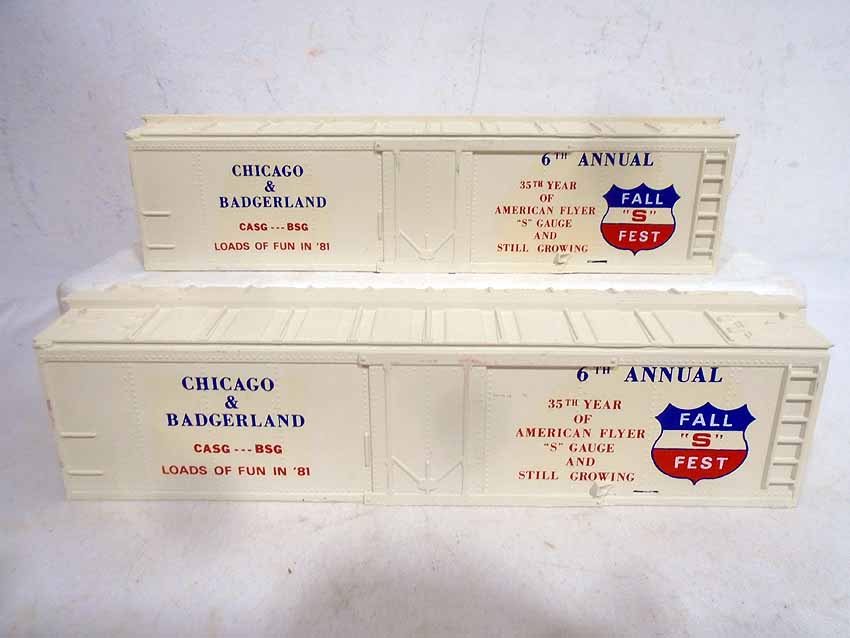 CHICAGO
&
BADGERLAND
CASG --- BSG
LOADS OF FUN IN '81
6TH ANNUAL
35TH YEAR
OF
AMERICAN FLYER
"S" GAUGE
AND
STILL GROWING
FALL
"S"
FEST
CHICAGO
&
BADGERLAND
CASG --- BSG
LOADS OF FUN IN '81
6TH ANNUAL
35TH YEAR
OF
AMERICAN FLYER
"S" GAUGE
AND
STILL GROWING
FALL
"S"
FEST